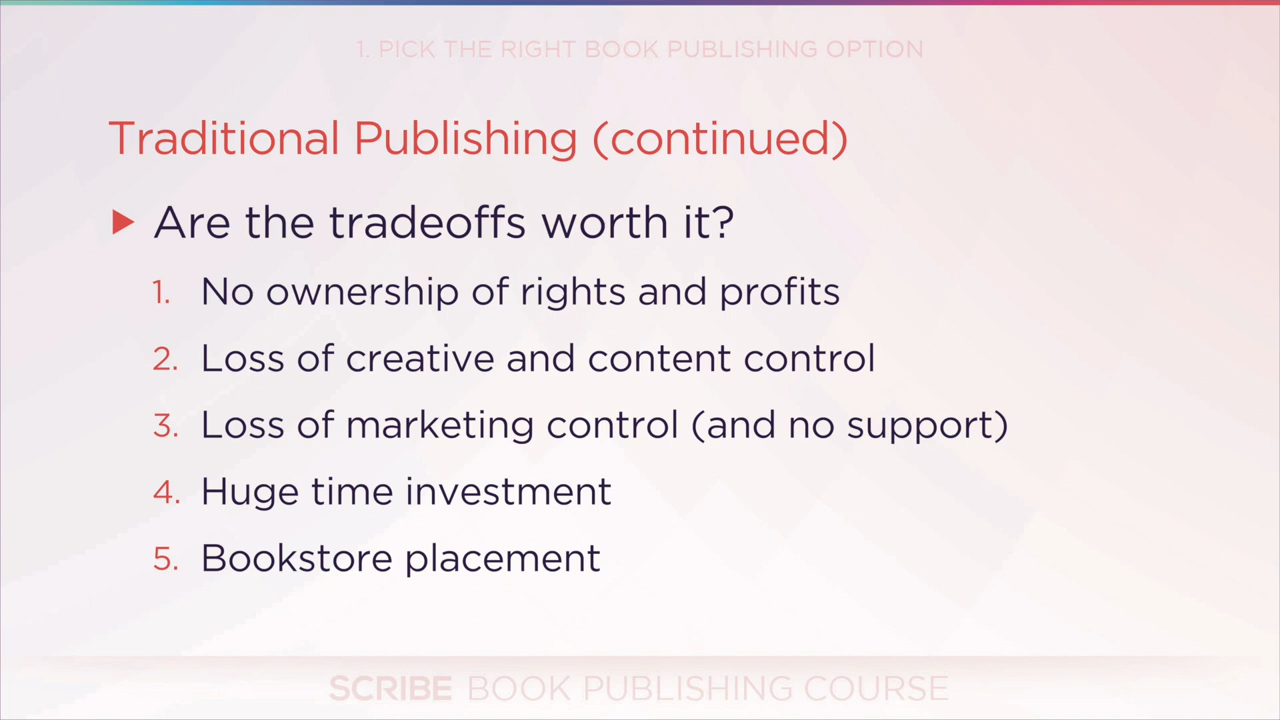 1. PICK THE RIGHT BOOK PUBLISHING OPTION
Traditional Publishing (continued)
Are the tradeoffs worth it?
1. No ownership of rights and profits
2. Loss of creative and content control
3. Loss of marketing control (and no support)
4. Huge time investment
5. Bookstore placement
SCRIBE BOOK PUBLISHING COURSE